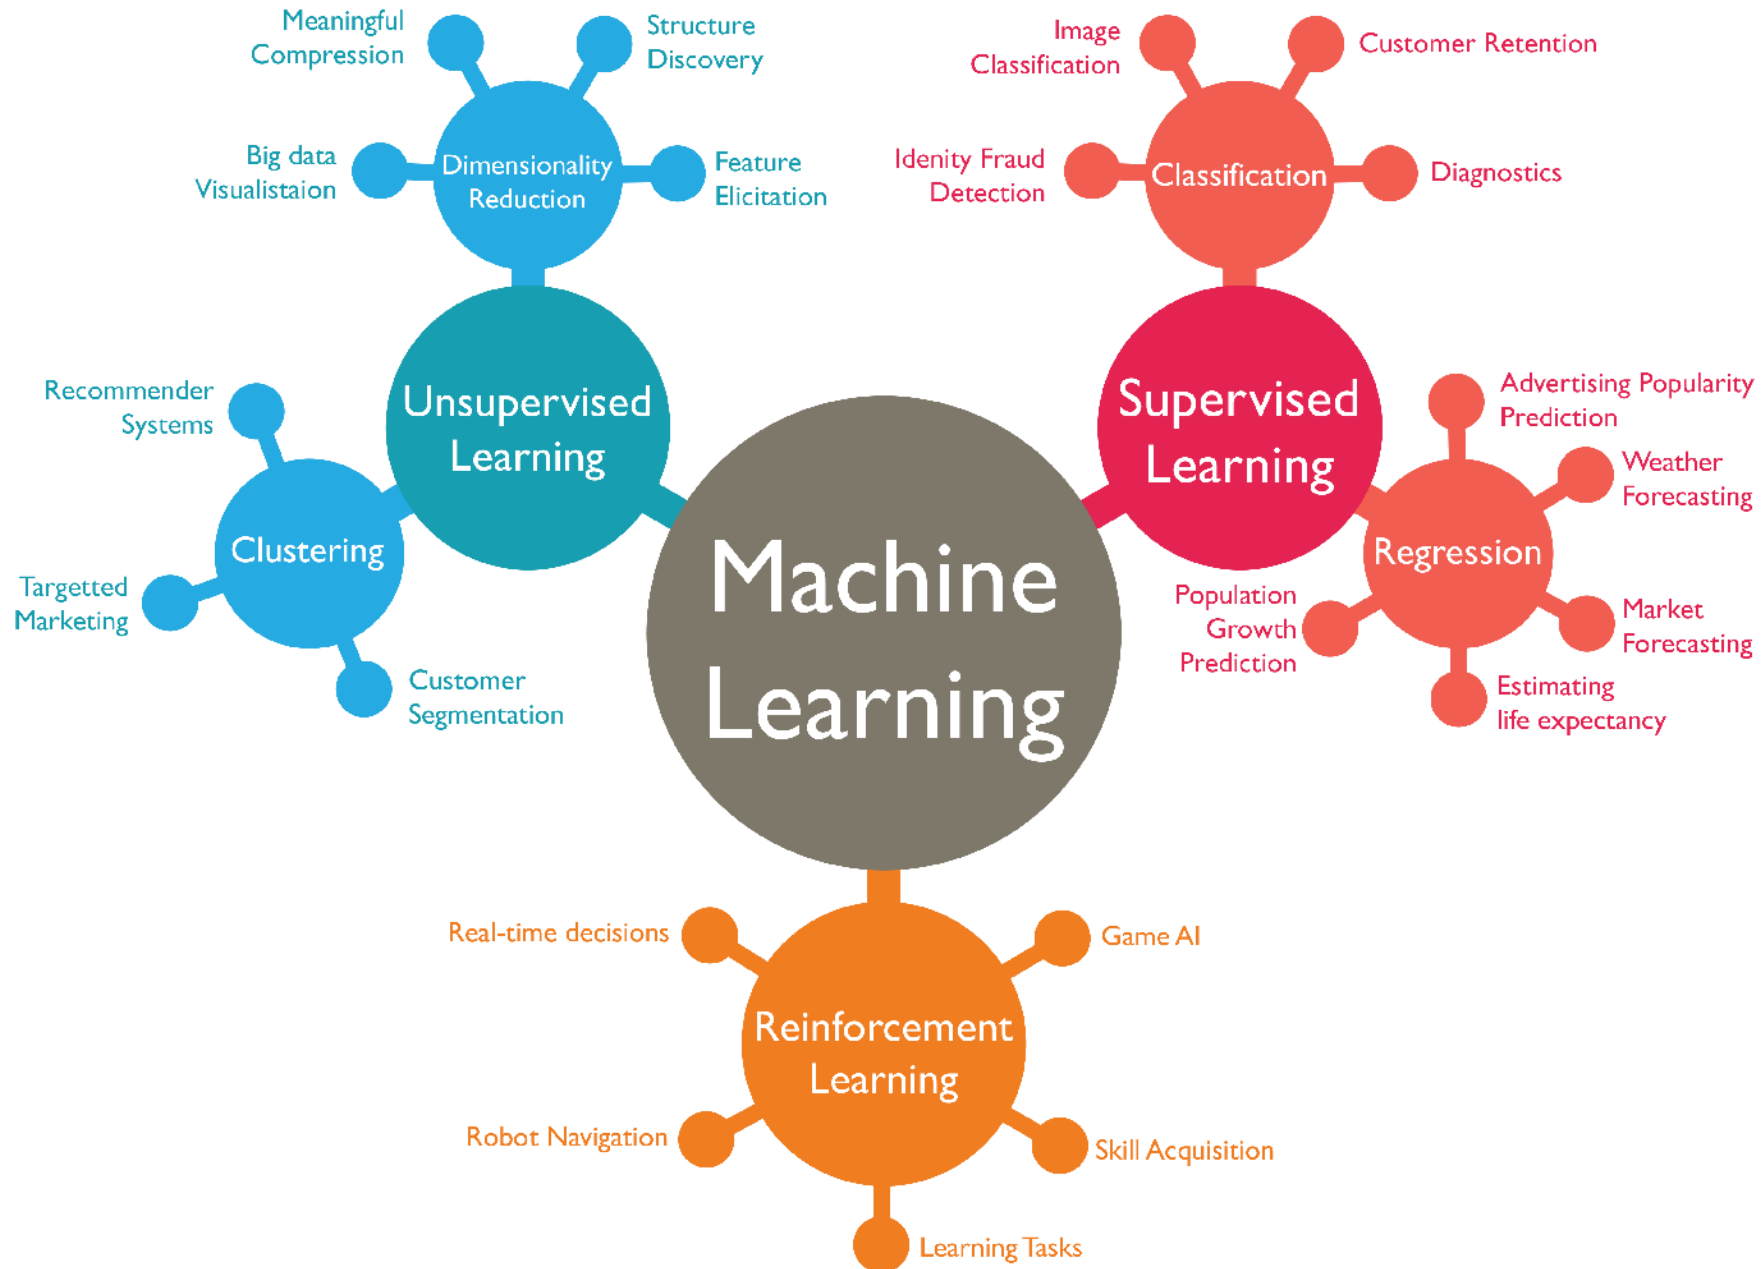 Meaningful
Compression
Structure
Discovery
Big data
Visualistaion
Dimensionality
Reduction
Feature
Elicitation
Image
Classification
Customer Retention
Idenity Fraud
Detection
Classification
Diagnostics
Unsupervised
Learning
Supervised
Learning
Recommender
Systems
Clustering
Targetted
Marketing
Customer
Segmentation
Machine
Learning
Advertising Popularity
Prediction
Weather
Forecasting
Regression
Population
Growth
Prediction
Market
Forecasting
Estimating
life expectancy
Real-time decisions
Game AI
Reinforcement
Learning
Robot Navigation
Skill Acquisition
Learning Tasks